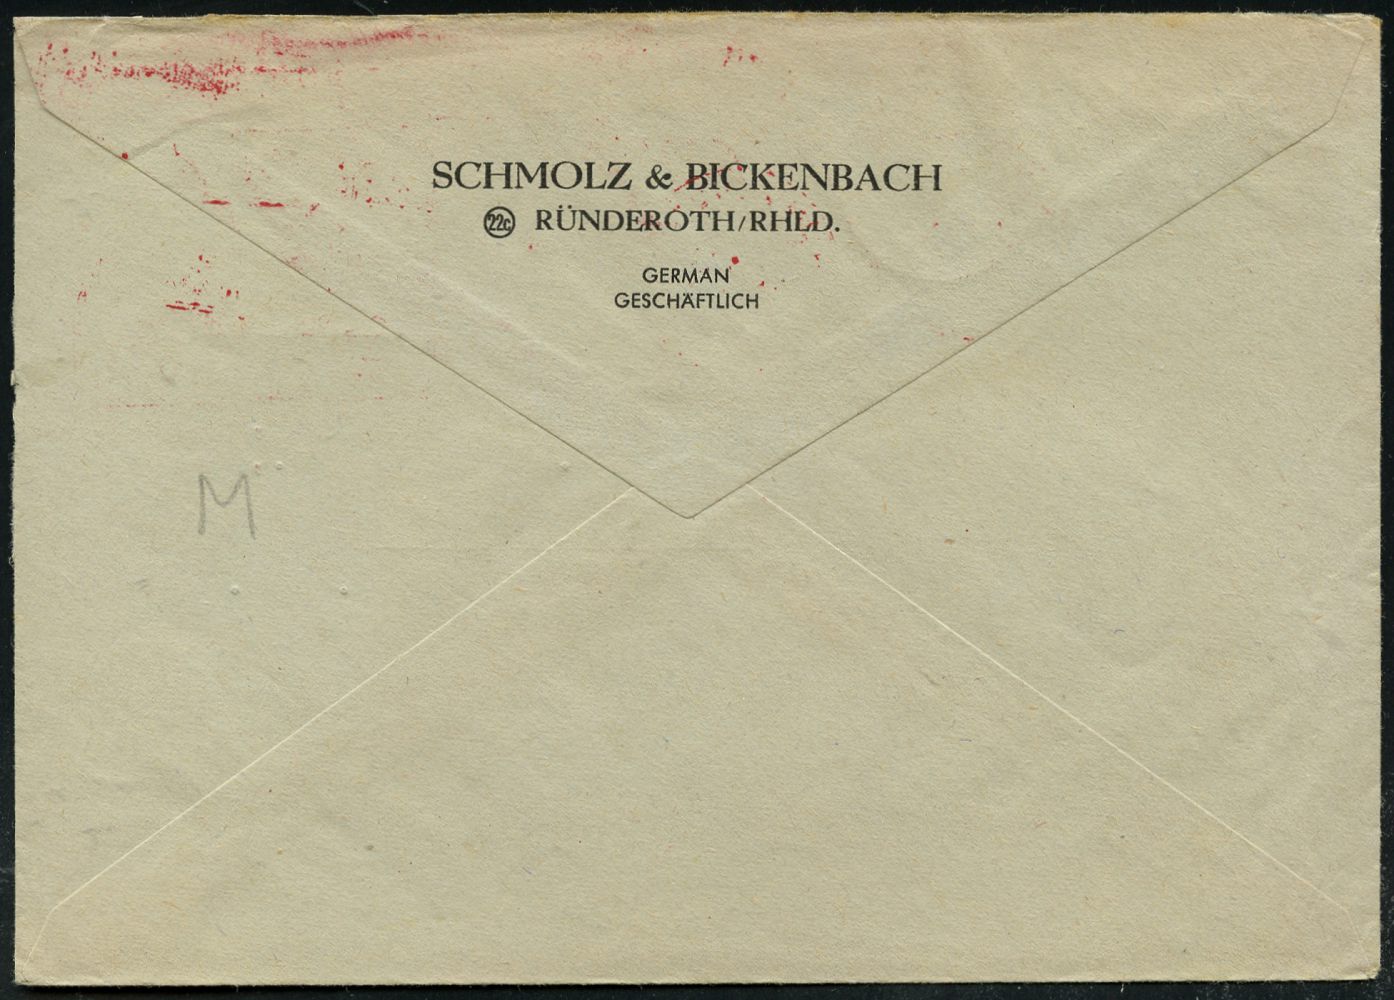 SCHMOLZ & BICKENBACH
22c RÜNDEROTH/RHLD.
GERMAN
GESCHÄFTLICH
M